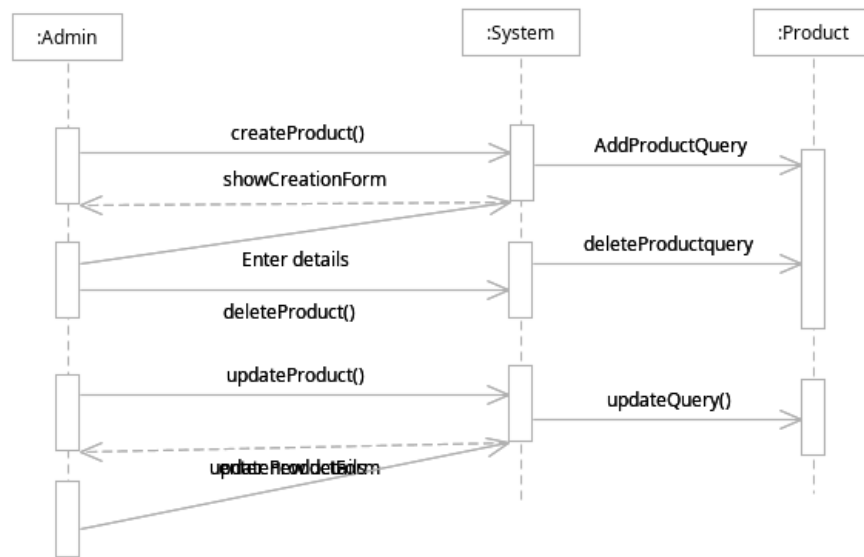 :Admin
:System
:Product
createProduct()
AddProductQuery
showCreationForm
deleteProductquery
Enter details
deleteProduct()
updateProduct()
updateQuery()